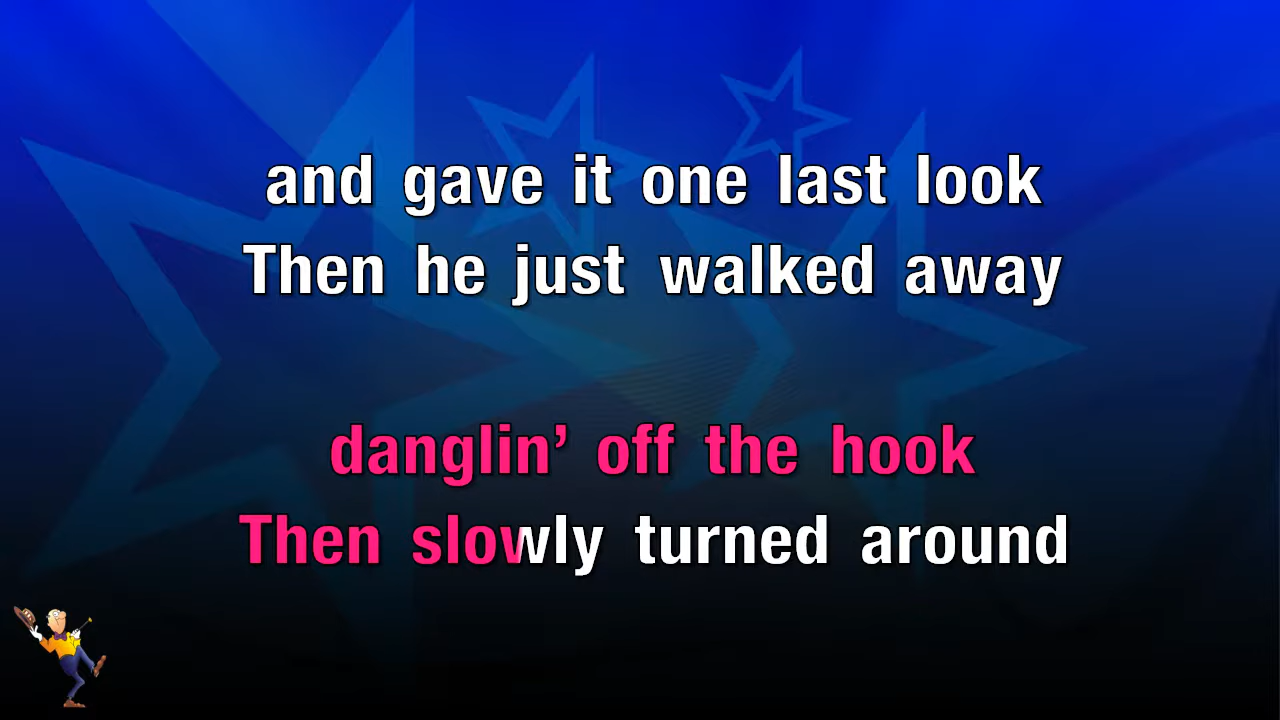 and gave it one last look
Then he just walked away
danglin’ off the hook
Then slowly turned around